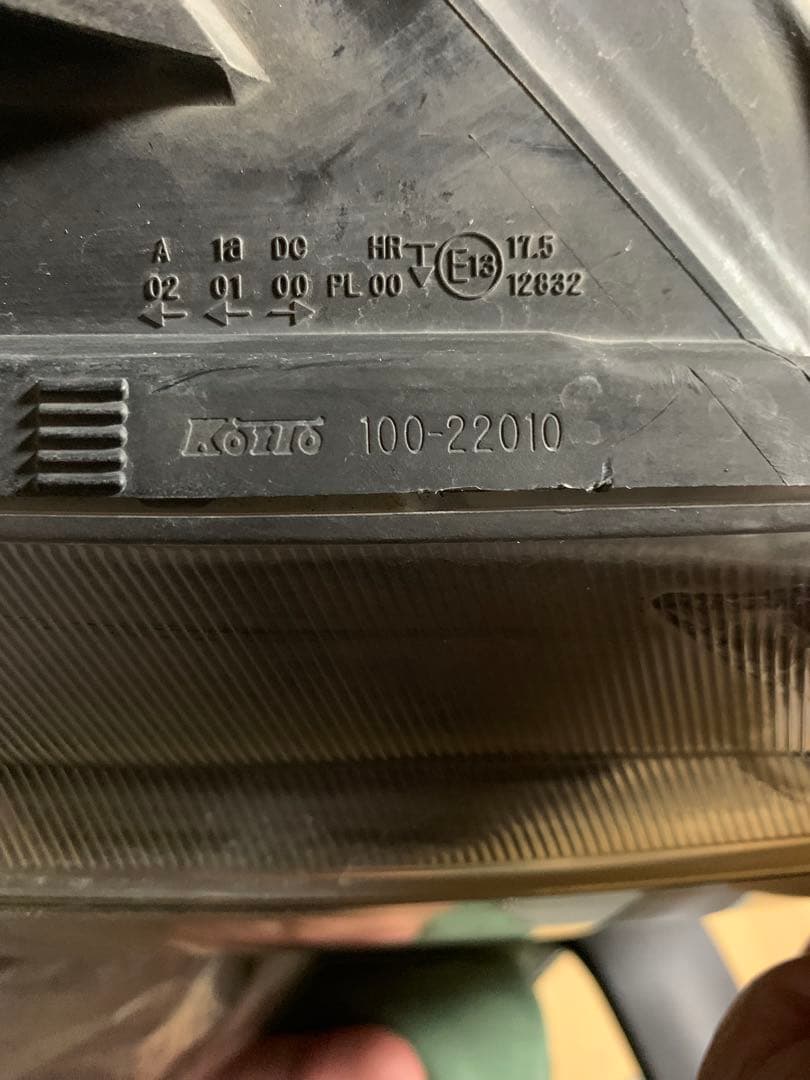 A 1a DC HR E13 17.5
02 01 00 PL 00 12832
KOITO 100-22010